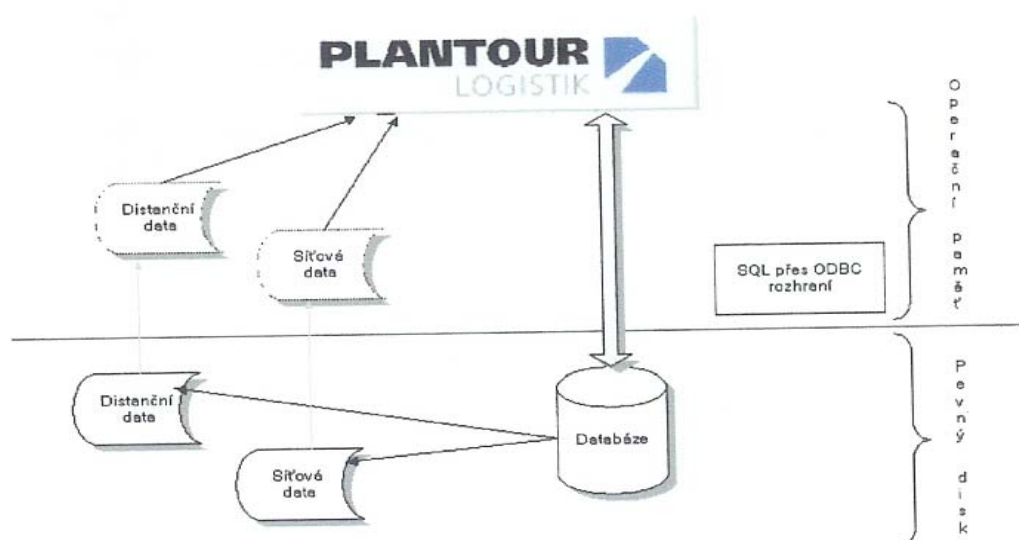 PLANTOUR
LOGISTIK
Distanční
data
Síťová
data
SQL přes ODBC
rozhraní
Operační paměť
Distanční
data
Síťová
data
Databáze
Pevný disk